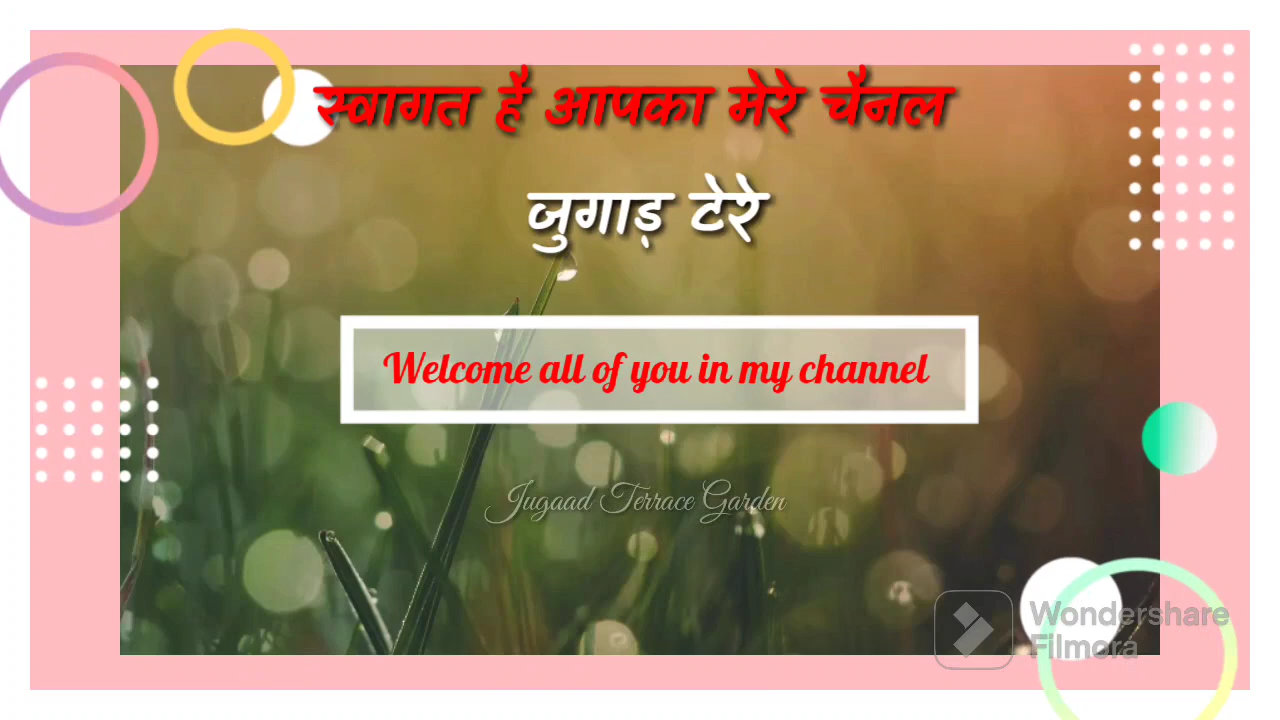 स्वागत है आपका मेरे चैनल
जुगाड़ टेरे
Welcome all of you in my channel
Jugaad Terrace Garden
Wondershare
Filmora